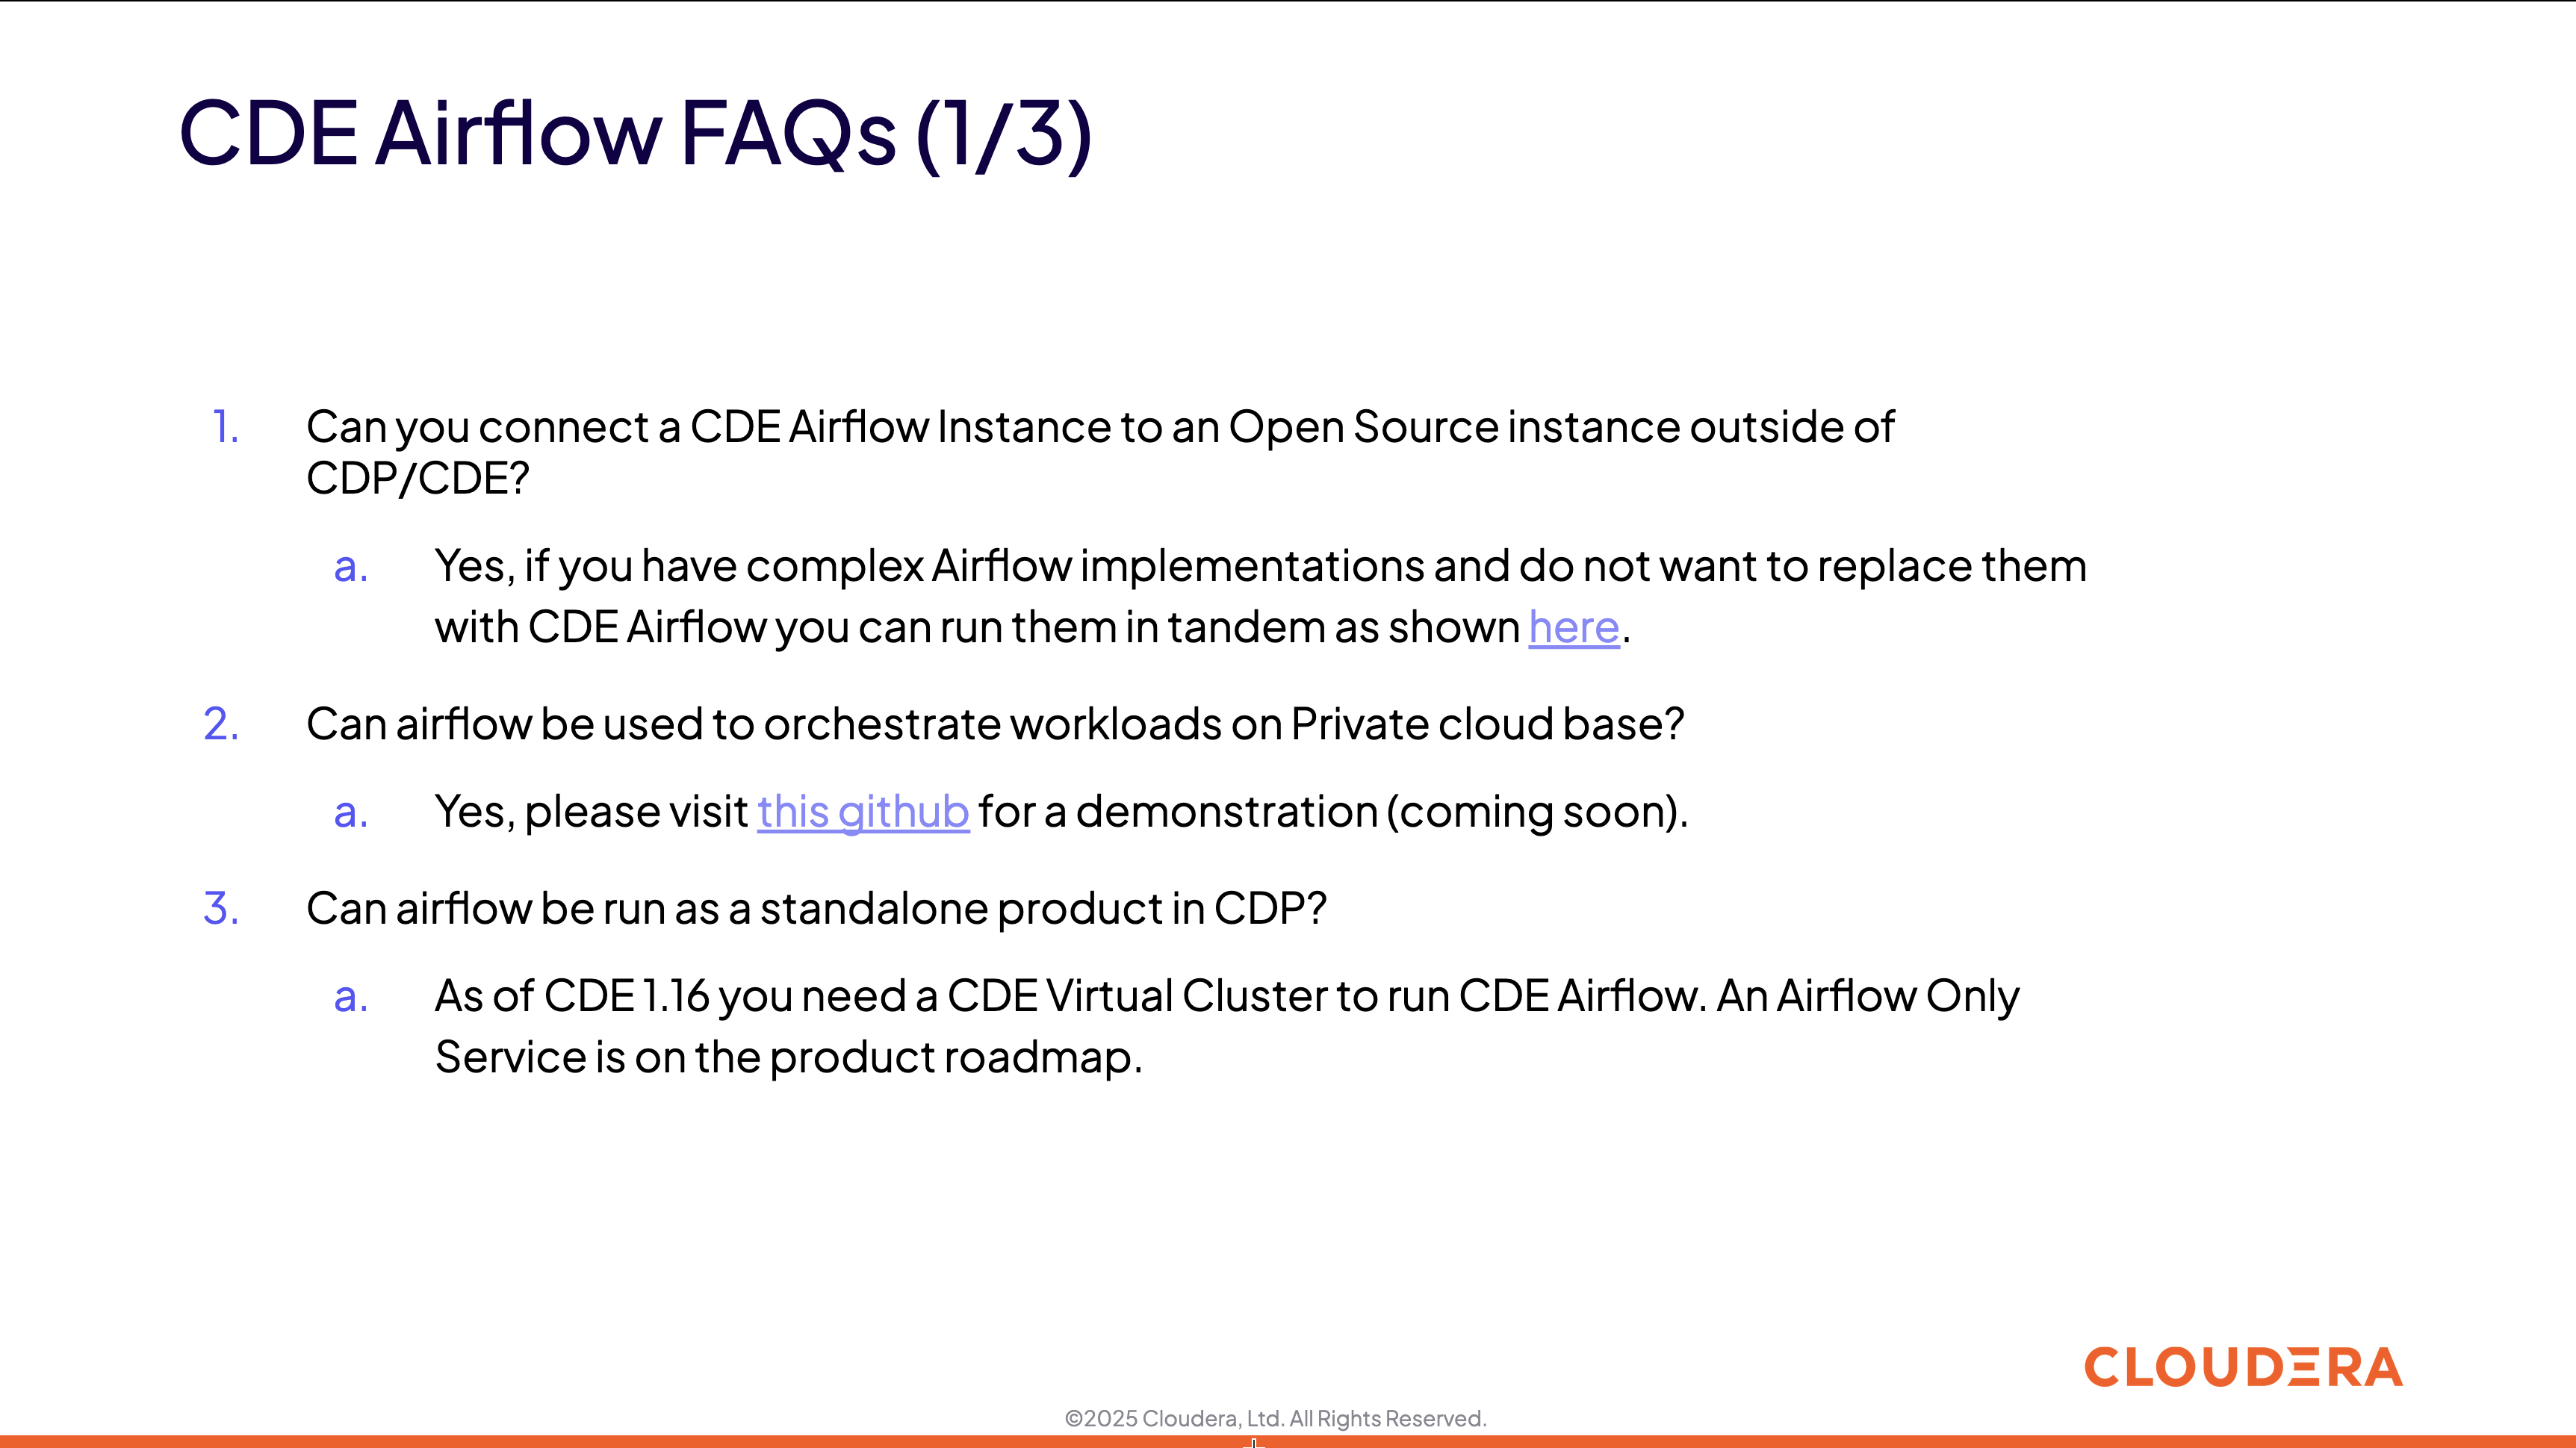 CDE Airflow FAQs (1/3)
1. Can you connect a CDE Airflow Instance to an Open Source instance outside of
CDP/CDE?
a. Yes, if you have complex Airflow implementations and do not want to replace them
with CDE Airflow you can run them in tandem as shown here.
2. Can airflow be used to orchestrate workloads on Private cloud base?
a. Yes, please visit this github for a demonstration (coming soon).
3. Can airflow be run as a standalone product in CDP?
a. As of CDE 1.16 you need a CDE Virtual Cluster to run CDE Airflow. An Airflow Only
Service is on the product roadmap.
CLOUDERA
©2025 Cloudera, Ltd. All Rights Reserved.